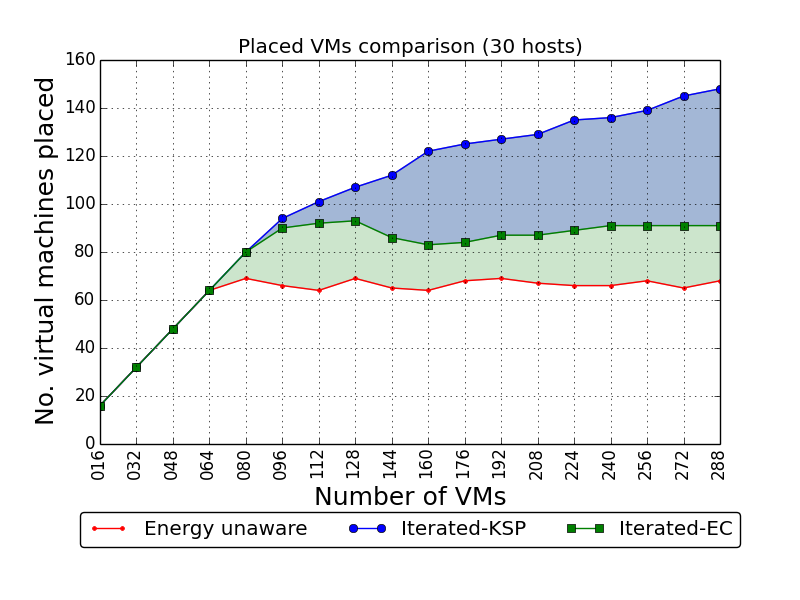 Placed VMs comparison (30 hosts)
No. virtual machines placed
160
140
120
100
80
60
40
20
0
016 032 048 064 080 096 112 128 144 160 176 192 208 224 240 256 272 288
Number of VMs
Energy unaware Iterated-KSP Iterated-EC